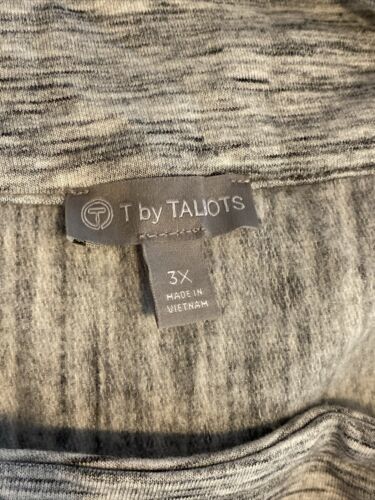 T by TALBOTS
3X
MADE IN
VIETNAM